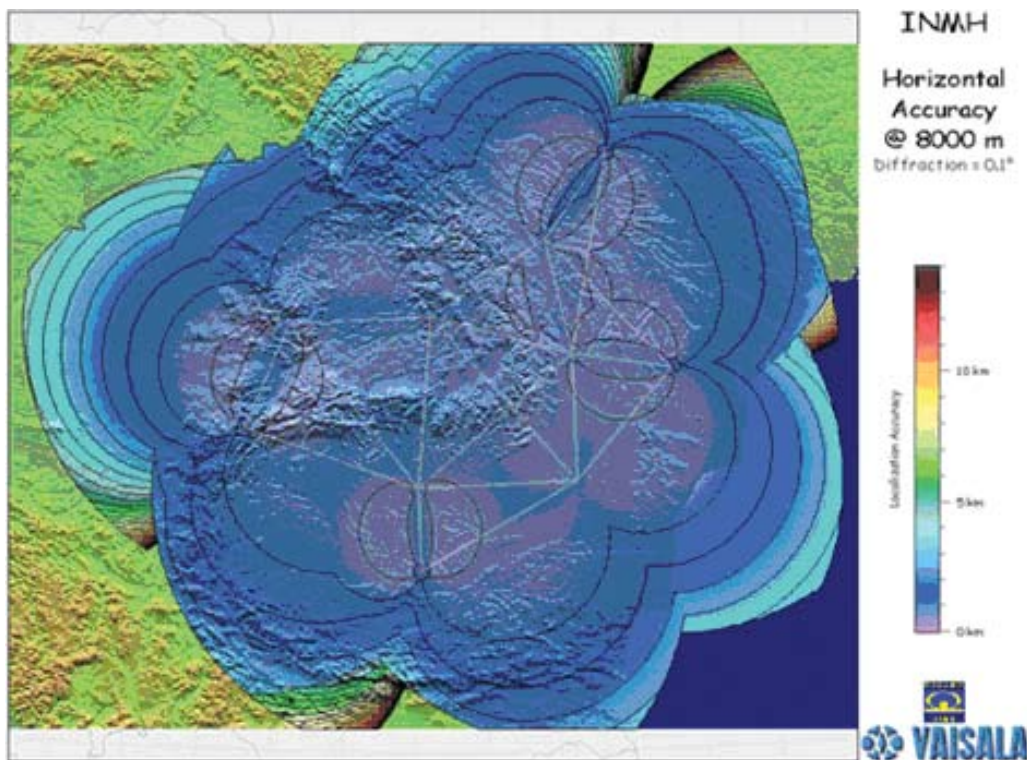 INMH
Horizontal
Accuracy
@ 8000 m
Diffraction = 0.1°
10 km
Localization Accuracy
5 km
0 km
VAISALA